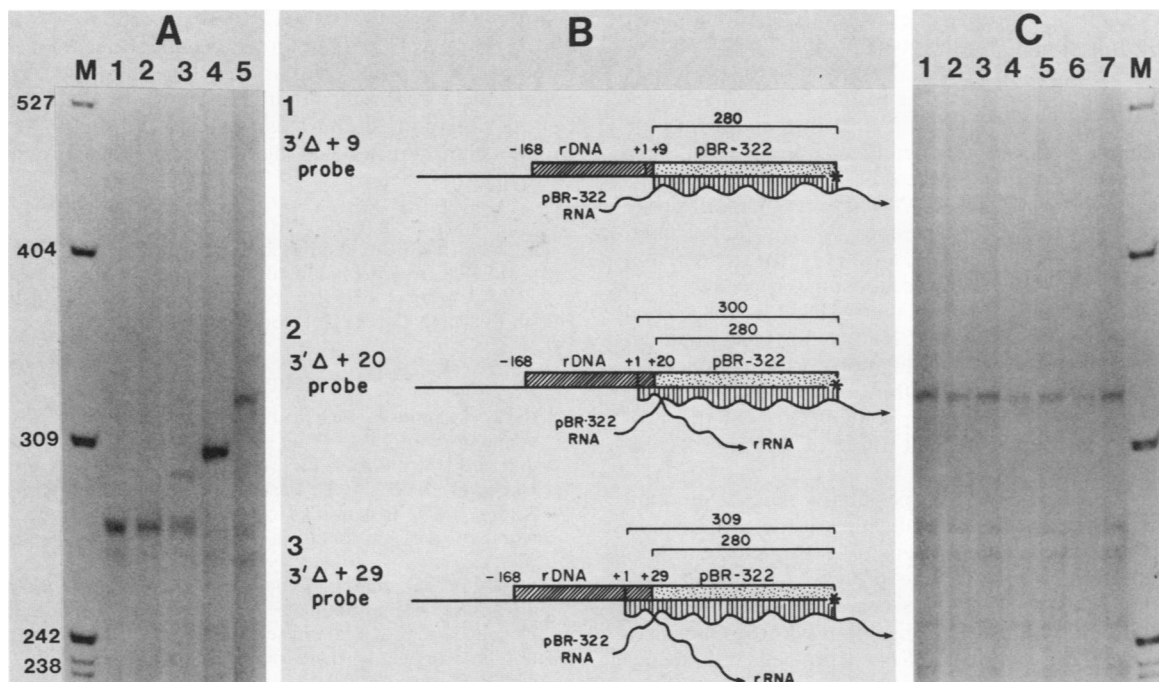 A
M 1 2 3 4 5
527
404
309
242
238
B
1
3'Δ + 9
probe
280
-168 rDNA +1 +9 pBR-322
*
pBR-322
RNA
2
3'Δ + 20
probe
300
280
-168 rDNA +1 +20 pBR-322
*
pBR-322
RNA
rRNA
3
3'Δ + 29
probe
309
280
-168 rDNA +1 +29 pBR-322
*
pBR-322
RNA
rRNA
C
1 2 3 4 5 6 7 M